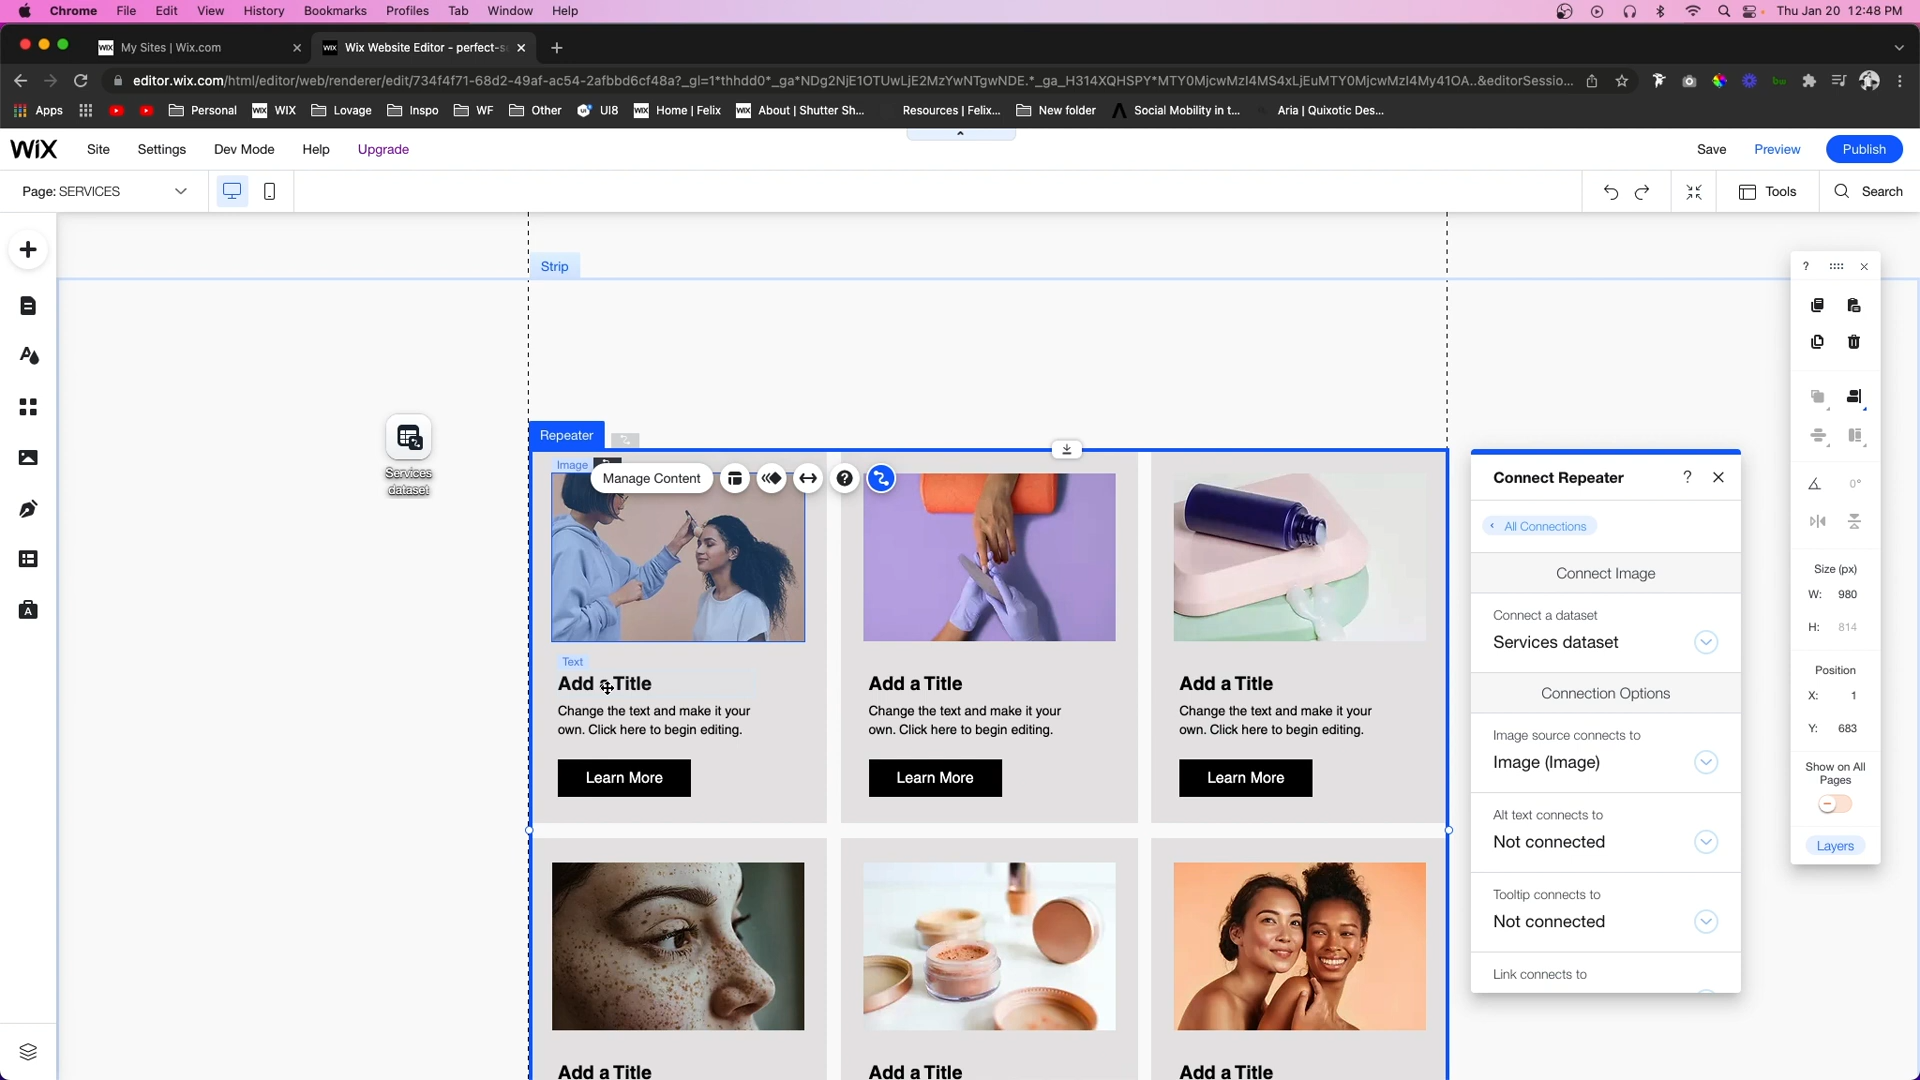 Chrome File Edit View History Bookmarks Profiles Tab Window Help Thu Jan 20 12:48 PM
WIX My Sites | Wix.com WIX Wix Website Editor - perfect-s
editor.wix.com/html/editor/web/renderer/edit/734f4f71-68d2-49af-ac54-2afbbd6cf48a?_gl=1*thhdd0*_ga*NDg2NjE1OTUwLjE2MzYwNTgwNDE.*_ga_H314XQHSPY*MTY0MjcwMzI4MS4xLjEuMTY0MjcwMzI4My41OA..&editorSessio...
Apps Personal WIX WIX Lovage Inspo WF Other UI8 WIX Home | Felix WIX About | Shutter Sh... Resources | Felix... New folder Social Mobility in t... Aria | Quixotic Des...
WiX Site Settings Dev Mode Help Upgrade Save Preview Publish
Page: SERVICES Tools Search
Strip
Services
dataset
Repeater
Image
Manage Content
Text
Add a Title
Change the text and make it your
own. Click here to begin editing.
Learn More
Add a Title
Change the text and make it your
own. Click here to begin editing.
Learn More
Add a Title
Change the text and make it your
own. Click here to begin editing.
Learn More
Add a Title
Add a Title
Add a Title
Connect Repeater ?
All Connections
Connect Image
Connect a dataset
Services dataset
Connection Options
Image source connects to
Image (Image)
Alt text connects to
Not connected
Tooltip connects to
Not connected
Link connects to
?
0°
Size (px)
W: 980
H: 814
Position
X: 1
Y: 683
Show on All
Pages
Layers